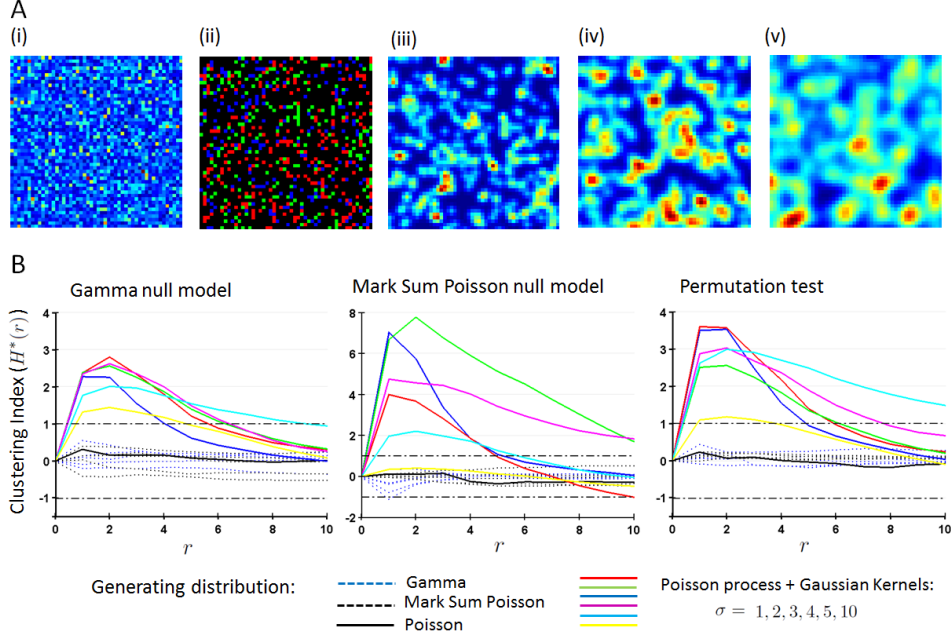 A
(i) (ii) (iii) (iv) (v)
B
Gamma null model Mark Sum Poisson null model Permutation test
Clustering Index (H*(r))
4
3
2
1
0
-1
0 2 4 6 8 10
r
8
6
4
2
0
-2
0 2 4 6 8 10
r
4
3
2
1
0
-1
0 2 4 6 8 10
r
Generating distribution:
Gamma
Mark Sum Poisson
Poisson
Poisson process + Gaussian Kernels:
σ = 1, 2, 3, 4, 5, 10